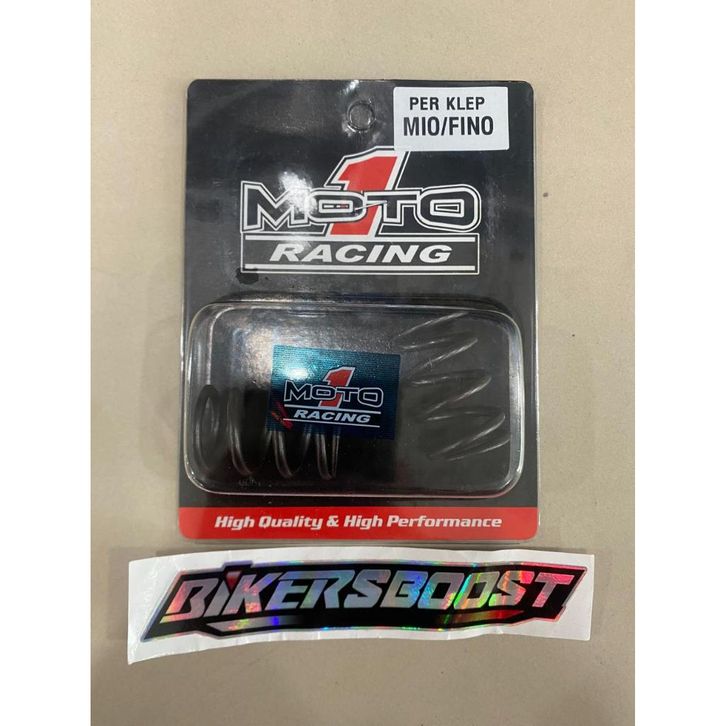 PER KLEP
MIO/FINO
MOTO 1
RACING
MOTO 1
RACING
High Quality & High Performance
BIKERSBOOST